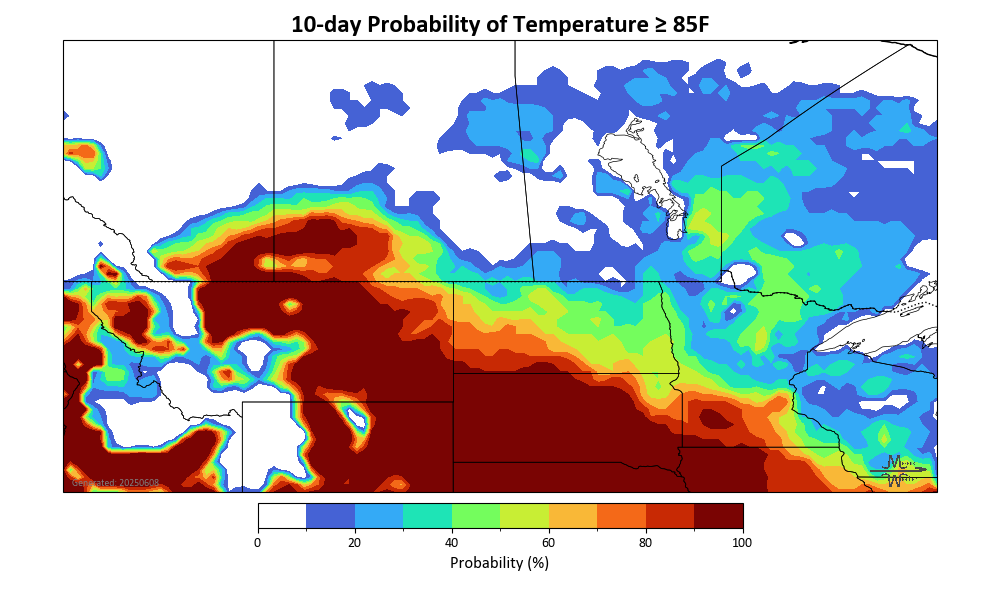 10-day Probability of Temperature ≥ 85F
Generated: 20250608
0 20 40 60 80 100
Probability (%)